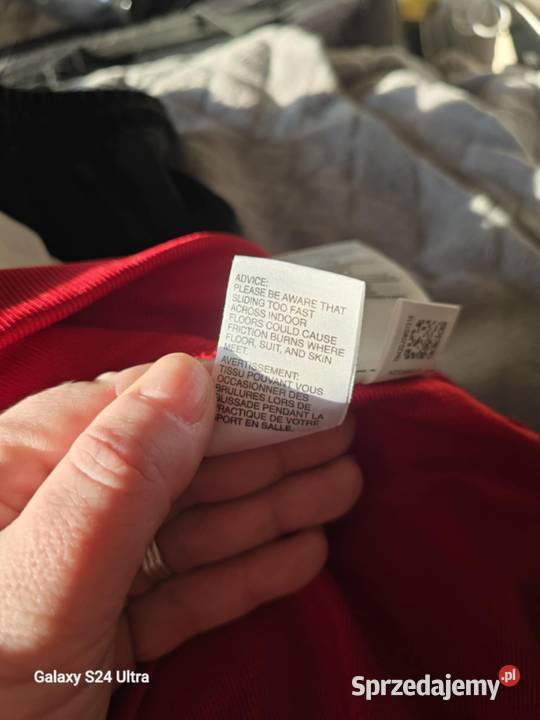 ADVICE:
PLEASE BE AWARE THAT
SLIDING TOO FAST
ACROSS INDOOR
FLOORS COULD CAUSE
FRICTION BURNS WHERE
FLOOR, SUIT, AND SKIN
MEET.
AVERTISSEMENT:
TISSU POUVANT VOUS
OCCASIONNER DES
BRULURES LORS DE
GLISSADE PENDANT LA
PRACTIQUE DE VOTRE
SPORT EN SALLE.
Galaxy S24 Ultra
Sprzedajemy.pl